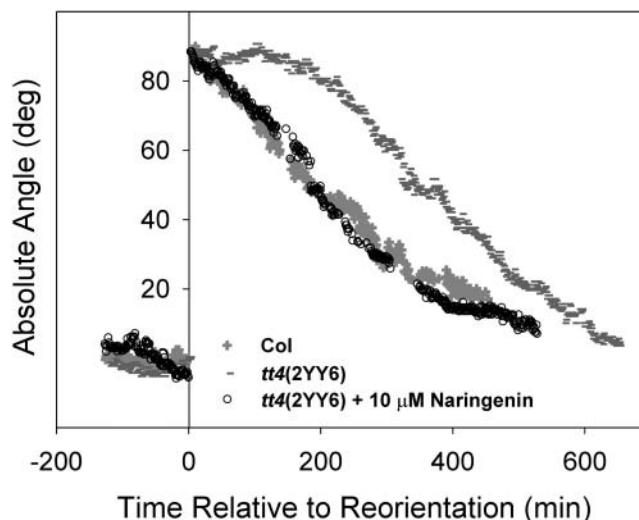 Absolute Angle (deg)
80
60
40
20
Col
tt4(2YY6)
tt4(2YY6) + 10 μM Naringenin
-200
0
200
400
600
Time Relative to Reorientation (min)